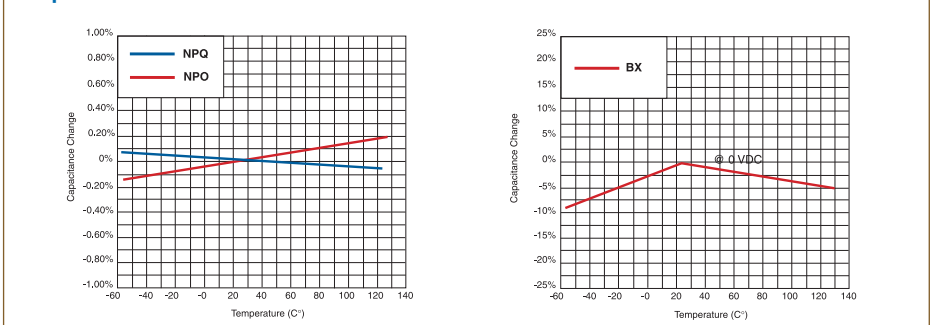 NPQ
NPO
1.00%
0.80%
0.60%
0.40%
0.20%
0%
-0.20%
-0.40%
-0.60%
-0.80%
-1.00%
Capacitance Change
-60 -40 -20 -0 20 40 60 80 100 120 140
Temperature (C°)
BX
@ 0 VDC
25%
20%
15%
10%
5%
0%
-5%
-10%
-15%
-20%
-25%
Capacitance Change
-60 -40 -20 -0 20 40 60 80 100 120 140
Temperature (C°)